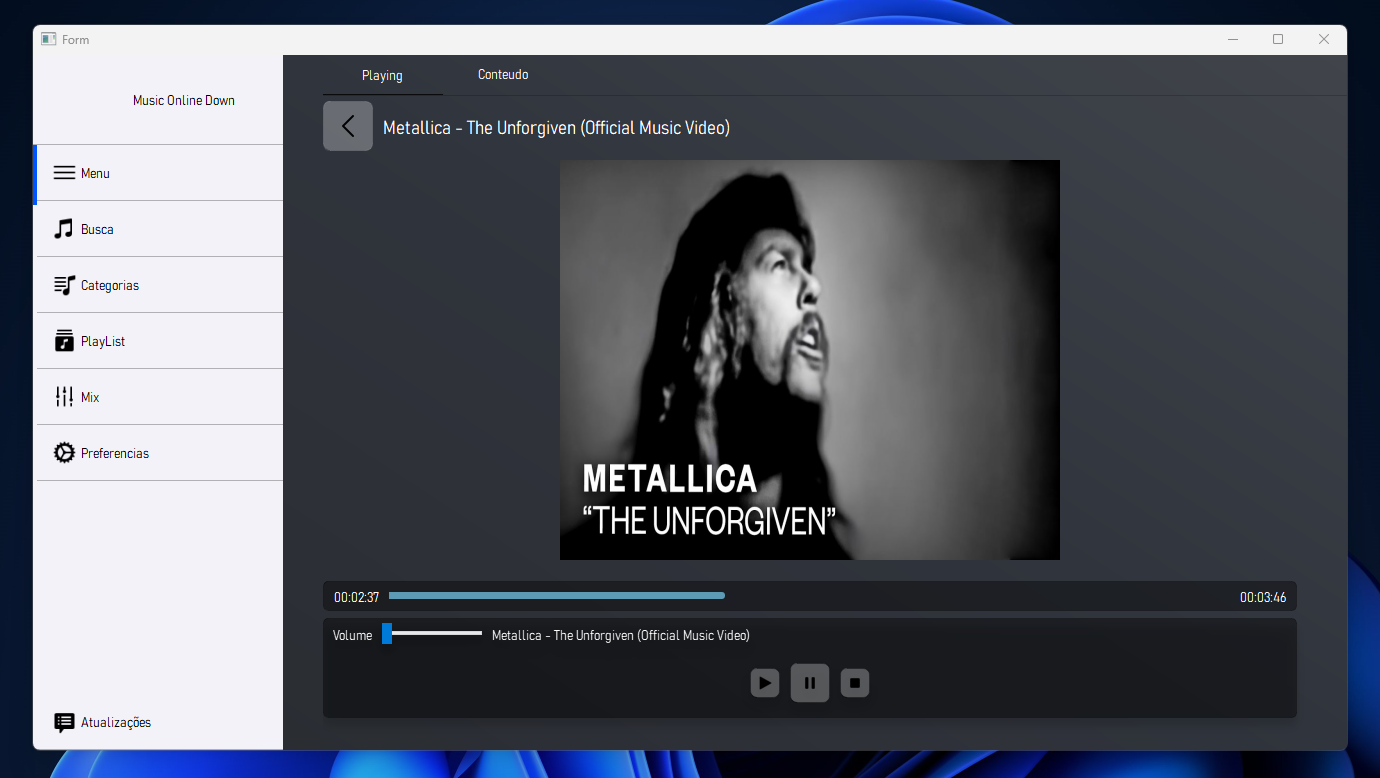 Form
Music Online Down
Menu
Busca
Categorias
PlayList
Mix
Preferencias
Atualizações
Playing
Conteudo
Metallica - The Unforgiven (Official Music Video)
METALLICA
“THE UNFORGIVEN”
00:02:37
00:03:46
Volume
Metallica - The Unforgiven (Official Music Video)